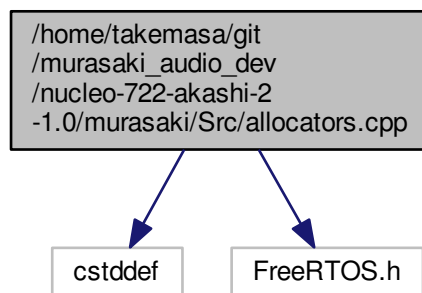 /home/takemasa/git
/murasaki_audio_dev
/nucleo-722-akashi-2
-1.0/murasaki/Src/allocators.cpp
cstddef
FreeRTOS.h